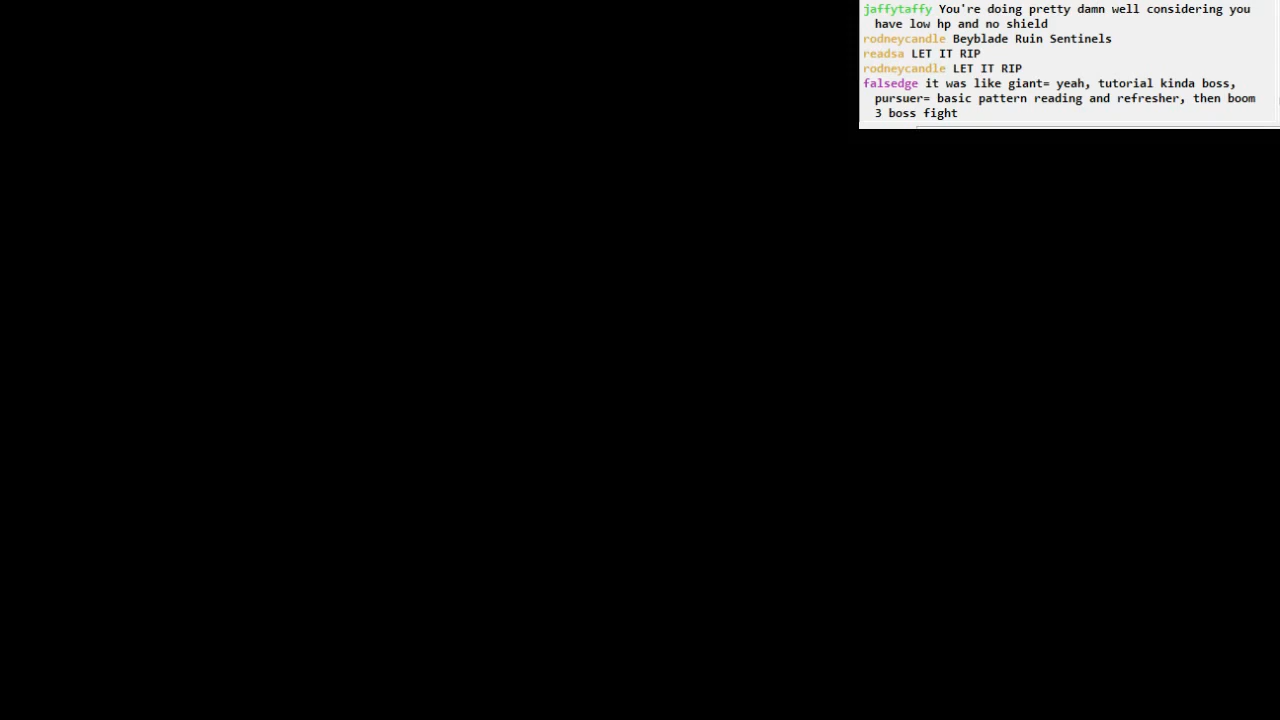 jaffytaffy You're doing pretty damn well considering you
have low hp and no shield
rodneycandle Beyblade Ruin Sentinels
readsa LET IT RIP
rodneycandle LET IT RIP
falsedge it was like giant= yeah, tutorial kinda boss,
pursuer= basic pattern reading and refresher, then boom
3 boss fight